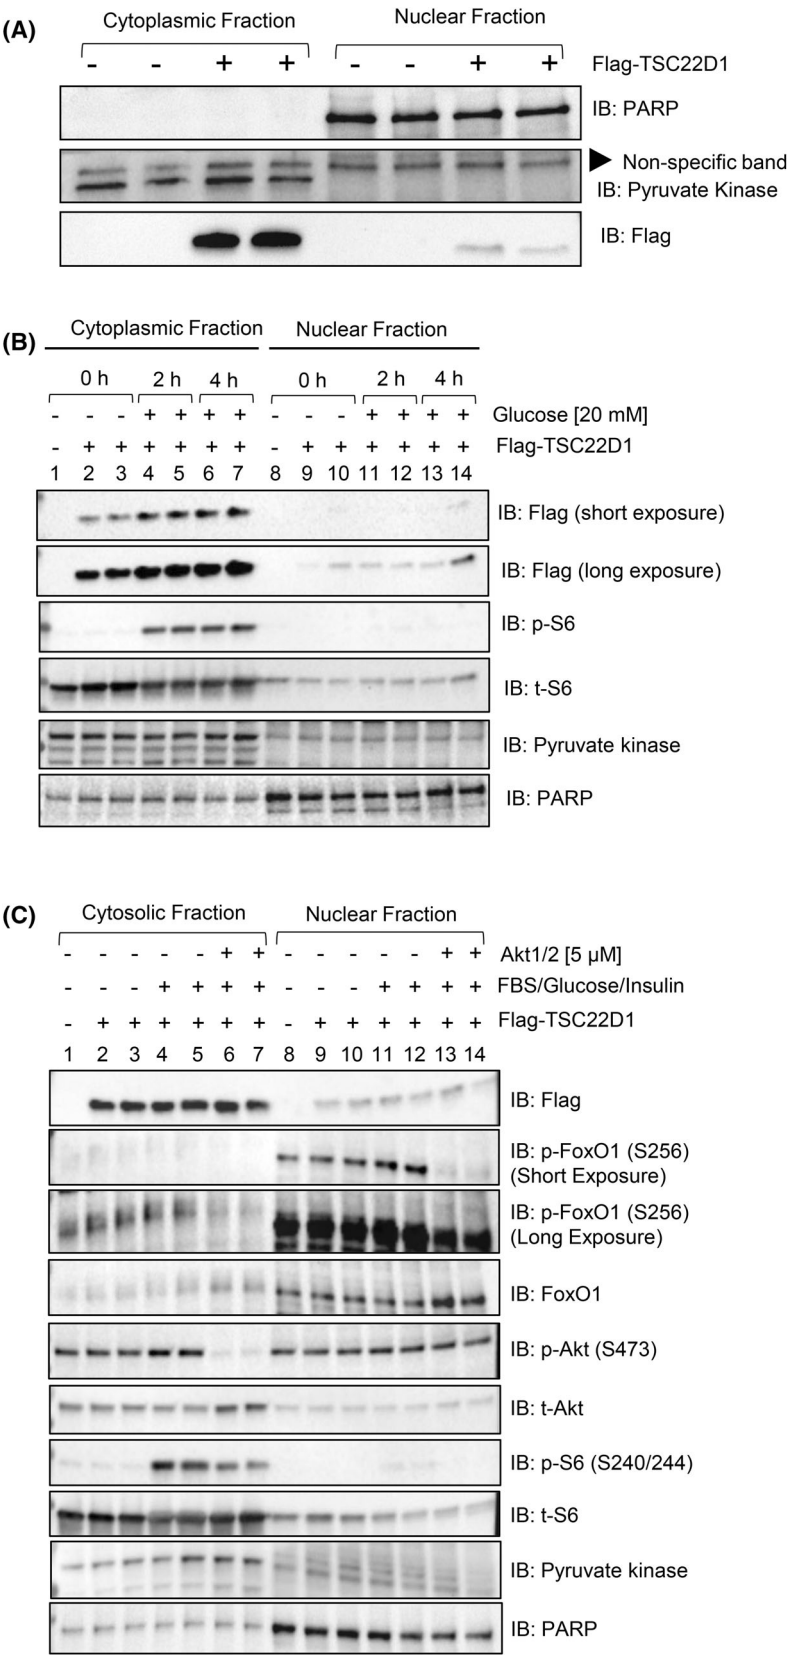 (A)
Cytoplasmic Fraction Nuclear Fraction
- - + + - - + + Flag-TSC22D1
IB: PARP
Non-specific band
IB: Pyruvate Kinase
IB: Flag
(B)
Cytoplasmic Fraction Nuclear Fraction
0 h 2 h 4 h 0 h 2 h 4 h
- - - + + + + - - - + + + + Glucose [20 mM]
- + + + + + + - + + + + + + Flag-TSC22D1
1 2 3 4 5 6 7 8 9 10 11 12 13 14
IB: Flag (short exposure)
IB: Flag (long exposure)
IB: p-S6
IB: t-S6
IB: Pyruvate kinase
IB: PARP
(C)
Cytosolic Fraction Nuclear Fraction
- - - - - + + - - - - - + + Akt1/2 [5 µM]
- - - + + + + - - - + + + + FBS/Glucose/Insulin
- + + + + + + - + + + + + + Flag-TSC22D1
1 2 3 4 5 6 7 8 9 10 11 12 13 14
IB: Flag
IB: p-FoxO1 (S256)
(Short Exposure)
IB: p-FoxO1 (S256)
(Long Exposure)
IB: FoxO1
IB: p-Akt (S473)
IB: t-Akt
IB: p-S6 (S240/244)
IB: t-S6
IB: Pyruvate kinase
IB: PARP